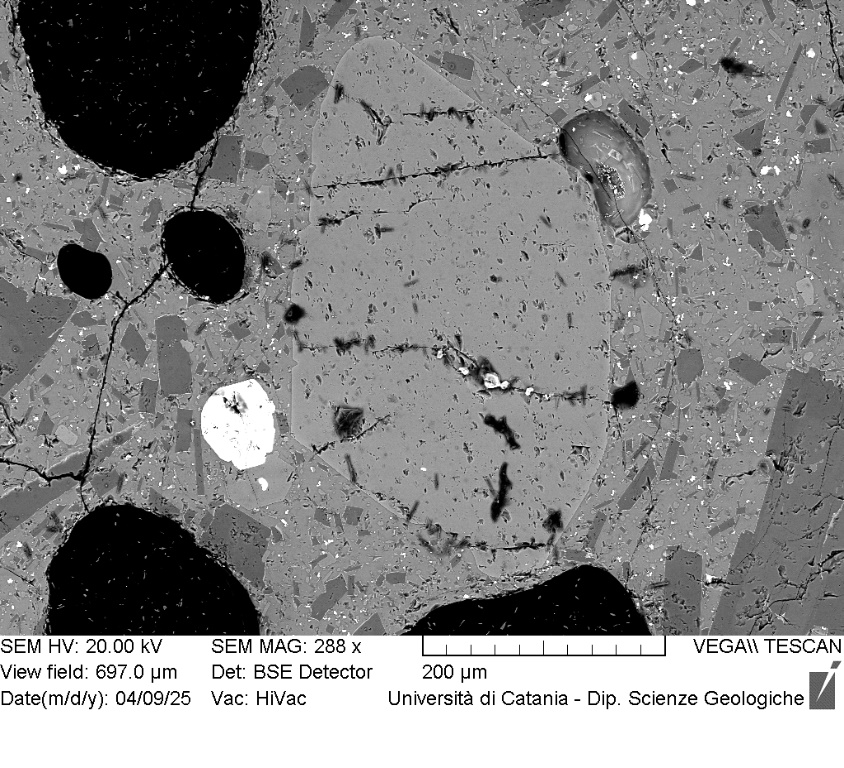 SEM HV: 20.00 kV SEM MAG: 288 x VEGA\\ TESCAN
View field: 697.0 µm Det: BSE Detector 200 µm
Date(m/d/y): 04/09/25 Vac: HiVac Università di Catania - Dip. Scienze Geologiche